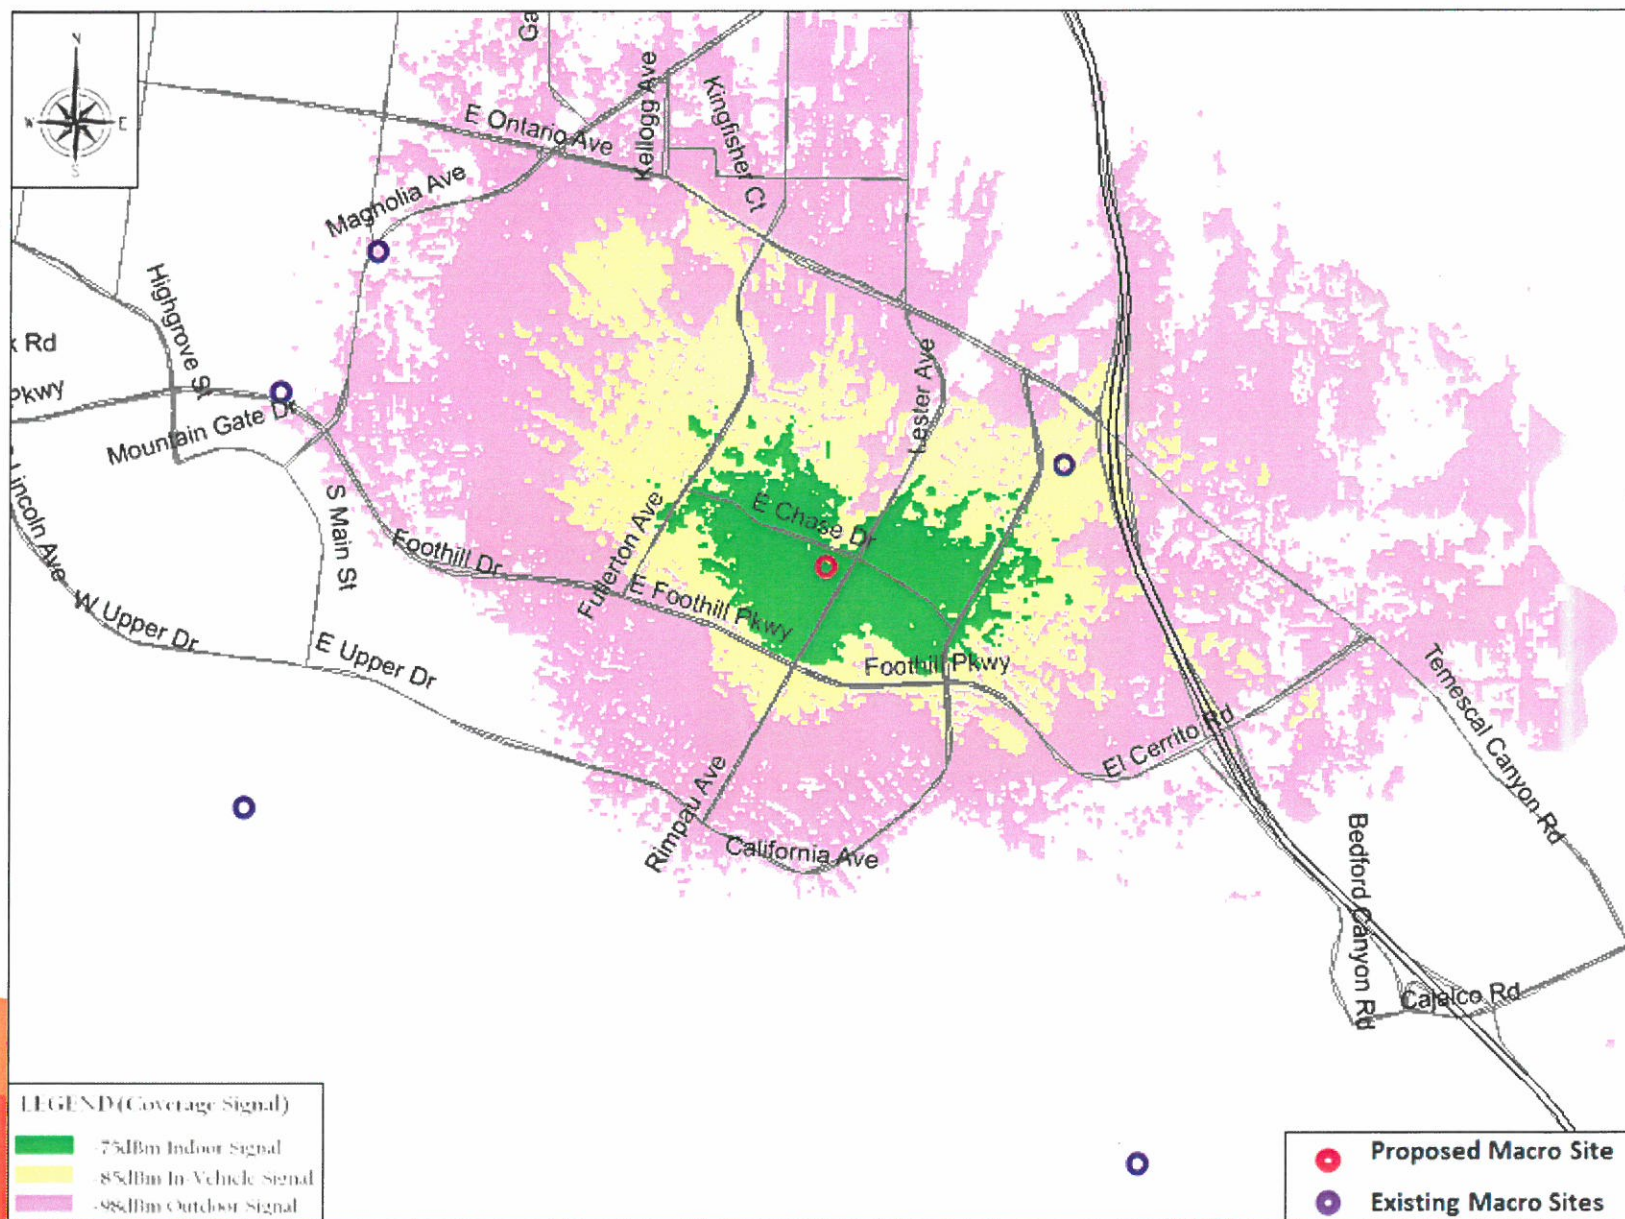 N
W E
S
Ga
Kellogg Ave
Kingfisher Ct
E Ontario Ave
Magnolia Ave
Highgrove St
Rd
Pkwy
Mountain Gate Dr
Lester Ave
Lincoln Ave
S Main St
E Chase Dr
Fullerton Ave
Foothill Dr
E Foothill Pkwy
W Upper Dr
E Upper Dr
Foothill Pkwy
Temescal Canyon Rd
El Cerrito Rd
Rimpau Ave
California Ave
Bedford Canyon Rd
Cajalco Rd
LEGEND (Coverage Signal)
-75dBm Indoor Signal
-85dBm In-Vehicle Signal
-98dBm Outdoor Signal
Proposed Macro Site
Existing Macro Sites